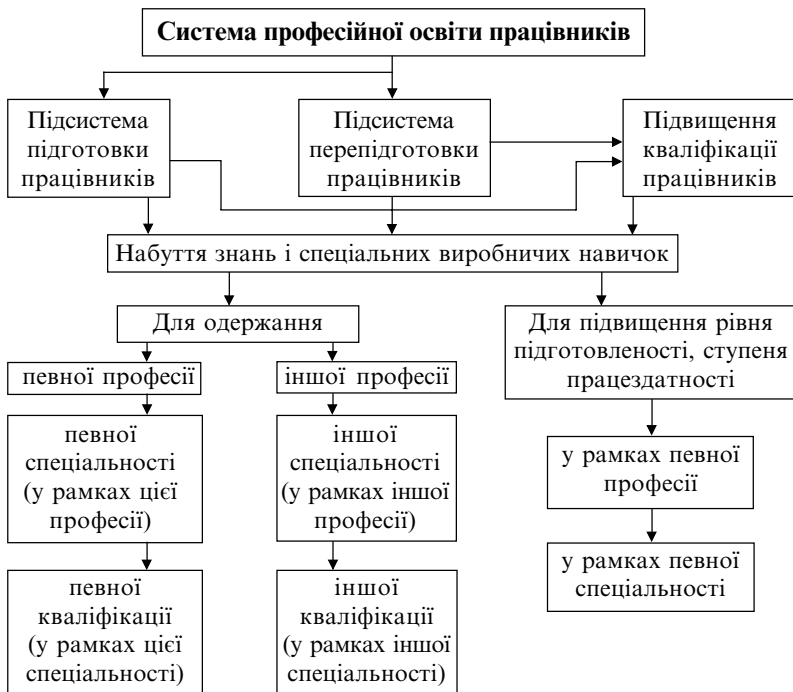 Система професійної освіти працівників
Підсистема
підготовки
працівників
Підсистема
перепідготовки
працівників
Підвищення
кваліфікації
працівників
Набуття знань і спеціальних виробничих навичок
Для одержання
Для підвищення рівня
підготовленості, ступеня
працездатності
певної професії
іншої професії
певної
спеціальності
(у рамках цієї
професії)
іншої
спеціальності
(у рамках іншої
професії)
у рамках певної
професії
певної
кваліфікації
(у рамках цієї
спеціальності)
іншої
кваліфікації
(у рамках іншої
спеціальності)
у рамках певної
спеціальності